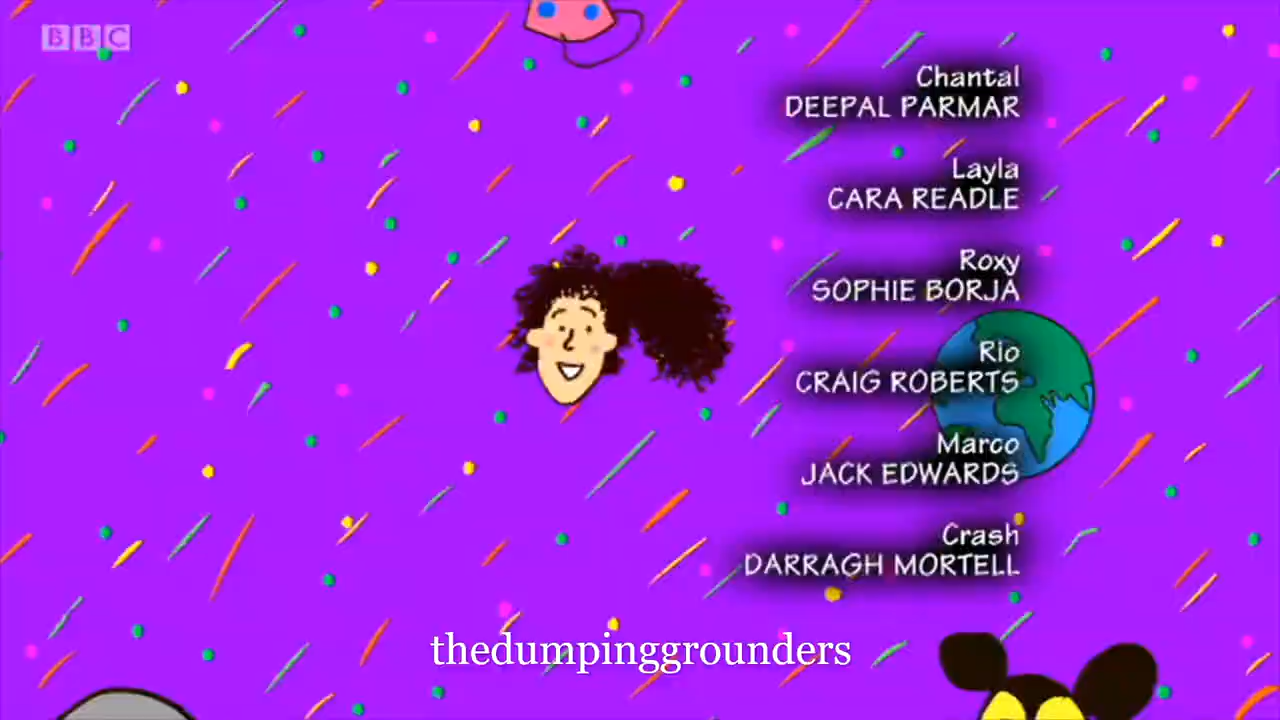 BBC
Chantal
DEEPAL PARMAR
Layla
CARA READLE
Roxy
SOPHIE BORJA
Rio
CRAIG ROBERTS
Marco
JACK EDWARDS
Crash
DARRAGH MORTELL
thedumpinggrounders